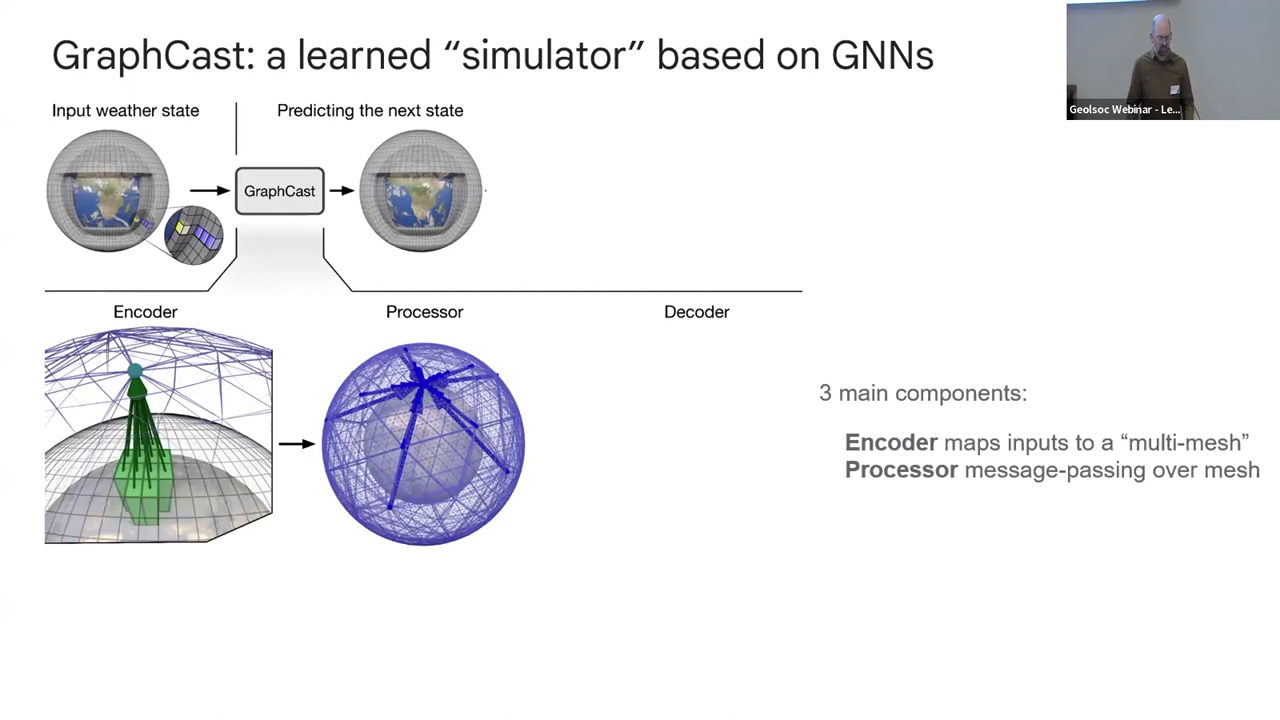 GraphCast: a learned “simulator” based on GNNs
Geolsoc Webinar - Le...
Input weather state
Predicting the next state
GraphCast
Encoder
Processor
Decoder
3 main components:
Encoder maps inputs to a “multi-mesh”
Processor message-passing over mesh